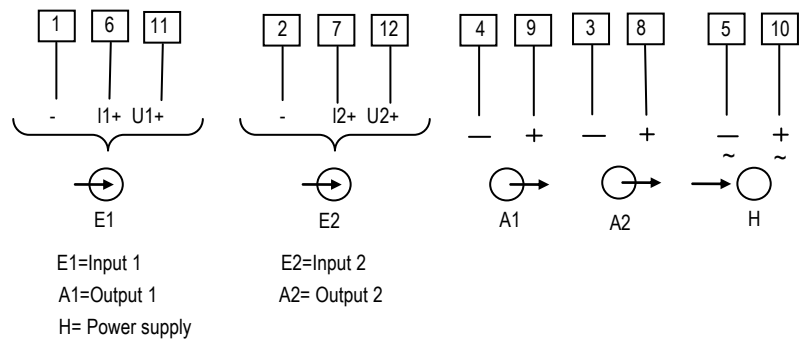 1 6 11 2 7 12 4 9 3 8 5 10
- I1+ U1+ - I2+ U2+ — + — + — +
~ ~
E1 E2 A1 A2 H
E1=Input 1 E2=Input 2
A1=Output 1 A2= Output 2
H= Power supply